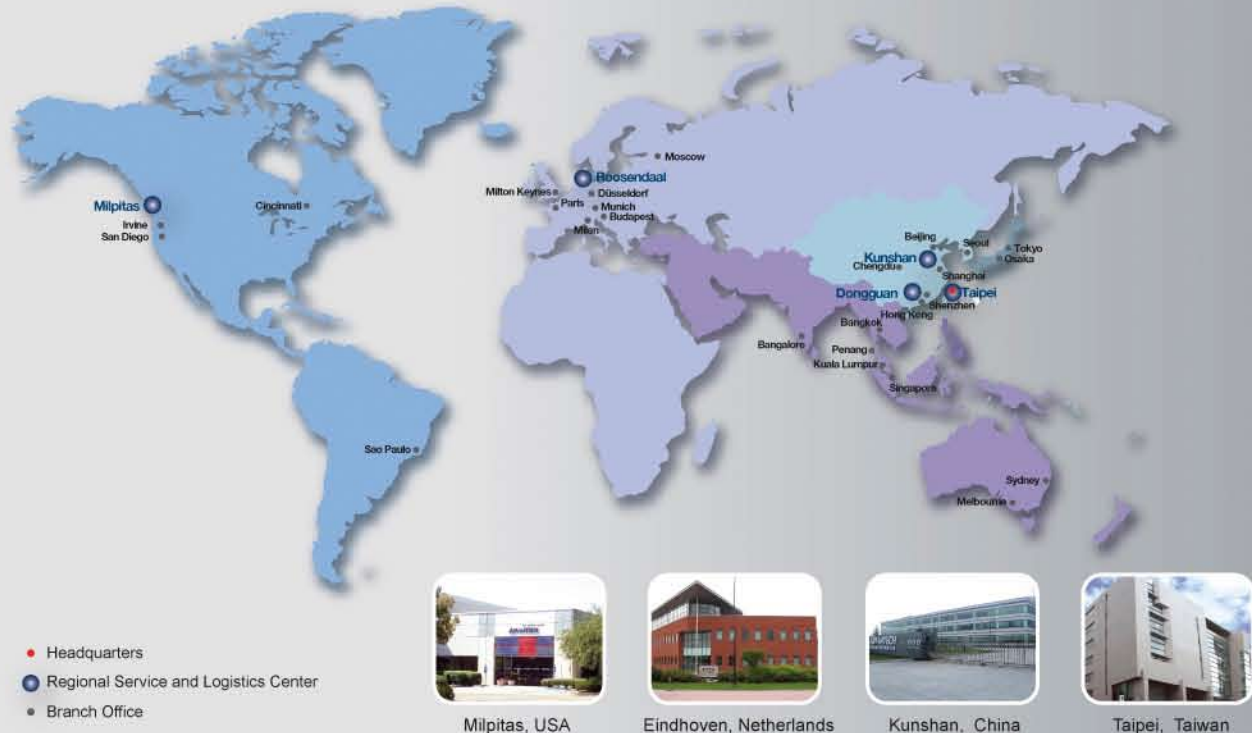 Moscow
Roosendaal
Milton Keynes
Düsseldorf
Paris
Munich
Budapest
Milan
Milpitas
Cincinnati
Irvine
San Diego
Beijing
Seoul
Tokyo
Osaka
Kunshan
Chengdu
Shanghai
Dongguan
Taipei
Shenzhen
Hong Kong
Bangkok
Bangalore
Penang
Kuala Lumpur
Singapore
Sao Paulo
Sydney
Melbourne
Headquarters
Regional Service and Logistics Center
Branch Office
Milpitas, USA
Eindhoven, Netherlands
Kunshan, China
Taipei, Taiwan